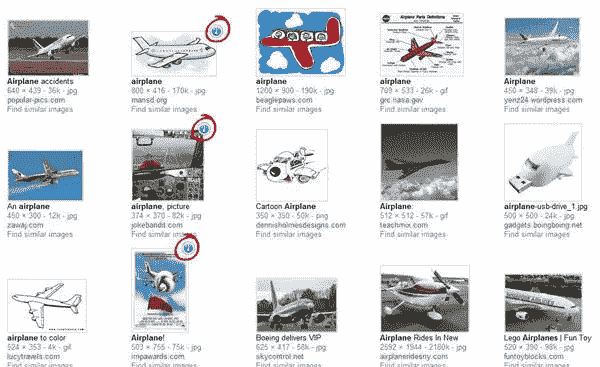 Airplane accidents
640 × 439 - 36k - jpg
popular-pics.com
Find similar images
airplane
800 × 416 - 170k - jpg
mansd.org
Find similar images
airplane
1200 × 900 - 190k - jpg
beaglepaws.com
Find similar images
Airplane Parts Definitions
airplane
709 × 533 - 26k - gif
grc.nasa.gov
Find similar images
Airplane
450 × 348 - 39k - jpg
yenz24.wordpress.com
Find similar images
An airplane
450 × 300 - 12k - jpg
zawaj.com
Find similar images
airplane, picture
374 × 370 - 82k - jpg
jokebandt.com
Find similar images
Cartoon Airplane
350 × 350 - 50k - png
dennisholmesdesigns.com
Find similar images
Airplane:
512 × 512 - 57k - gif
teachmix.com
Find similar images
airplane-usb-drive_1.jpg
500 × 500 - 24k - jpg
gadgets.boingboing.net
Find similar images
airplane to color
524 × 353 - 4k - gif
lucytravels.com
Find similar images
Airplane!
503 × 755 - 75k - jpg
impawards.com
Find similar images
Boeing delivers VIP
625 × 417 - 58k - jpg
skycontrol.net
Find similar images
Airplane Rides In New
2592 × 1944 - 2180k - jpg
airplaneridesny.com
Find similar images
Lego Airplanes | Fun Toy
520 × 390 - 98k - jpg
funtoyblocks.com
Find similar images